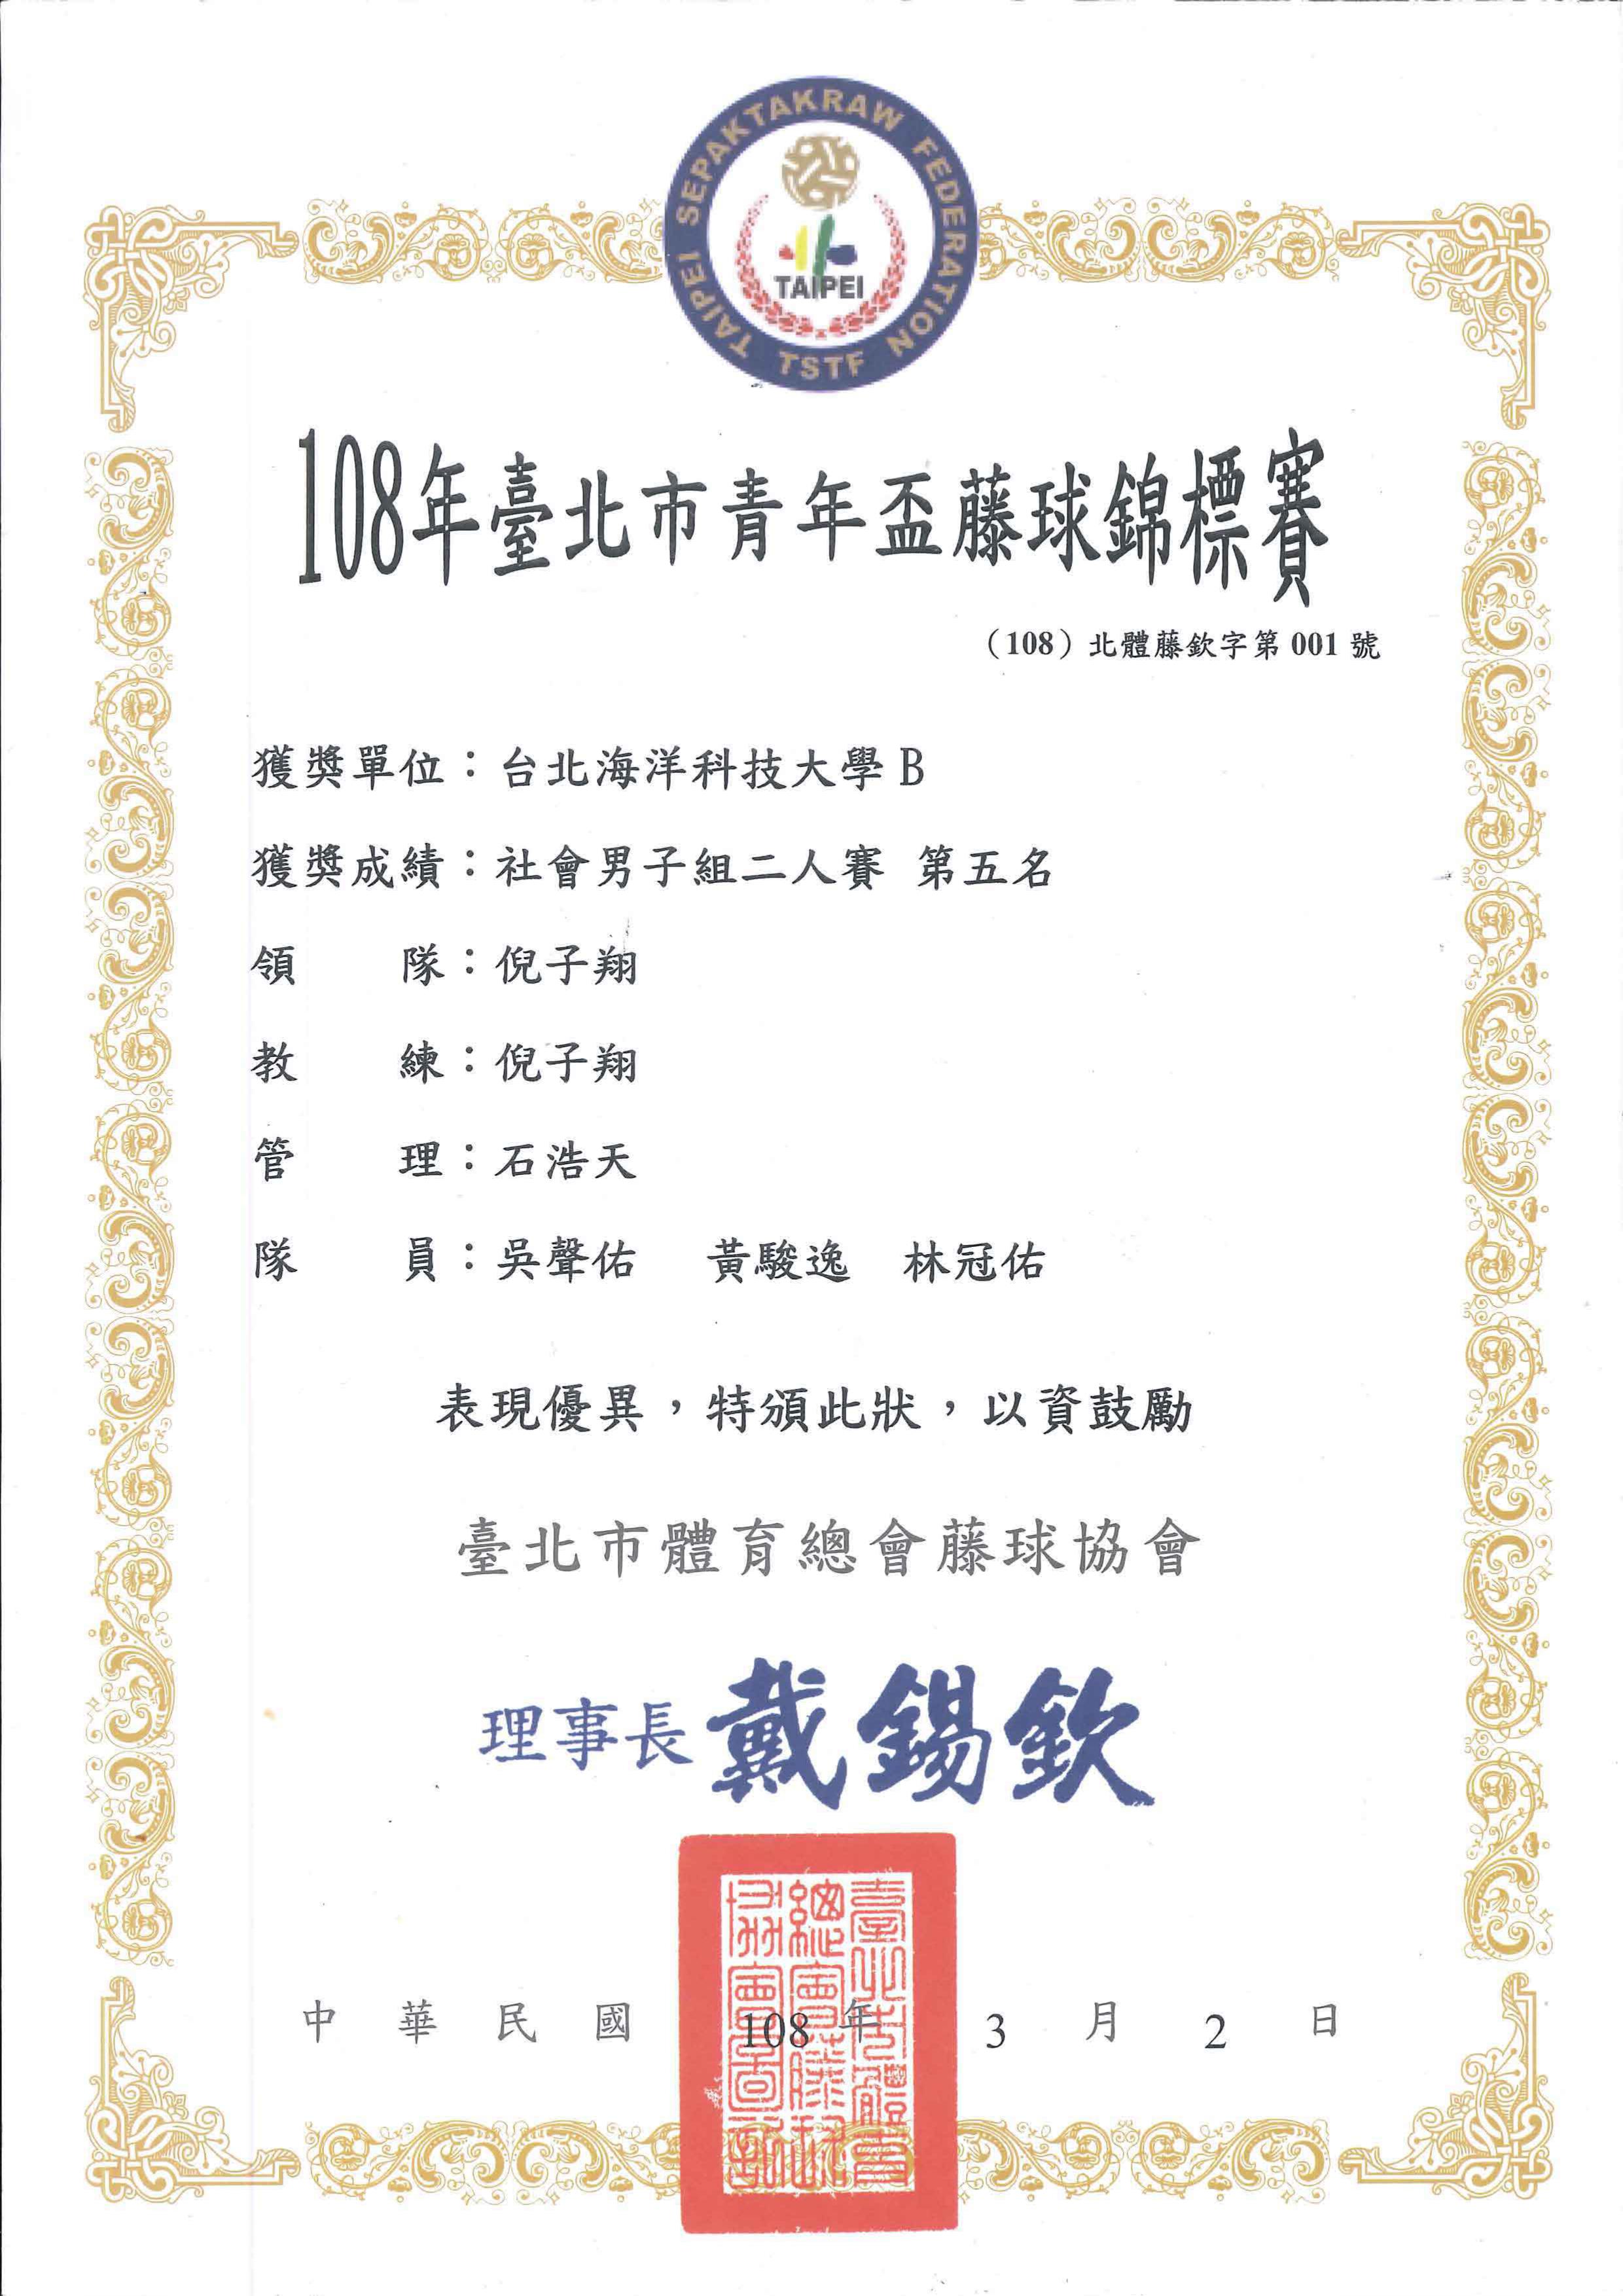 TAIPEI SEPAKTAKRAW FEDERATION
TAIPEI
TSTF
108年臺北市青年盃藤球錦標賽
（108）北體藤欽字第 001 號
獲獎單位：台北海洋科技大學 B
獲獎成績：社會男子組二人賽 第五名
領 隊：倪子翔
教 練：倪子翔
管 理：石浩天
隊 員：吳聲佑 黃駿逸 林冠佑
表現優異，特頒此狀，以資鼓勵
臺北市體育總會藤球協會
理事長 戴錫欽
臺北市體育
總會藤球
協會圖記
中 華 民 國 108 年 3 月 2 日